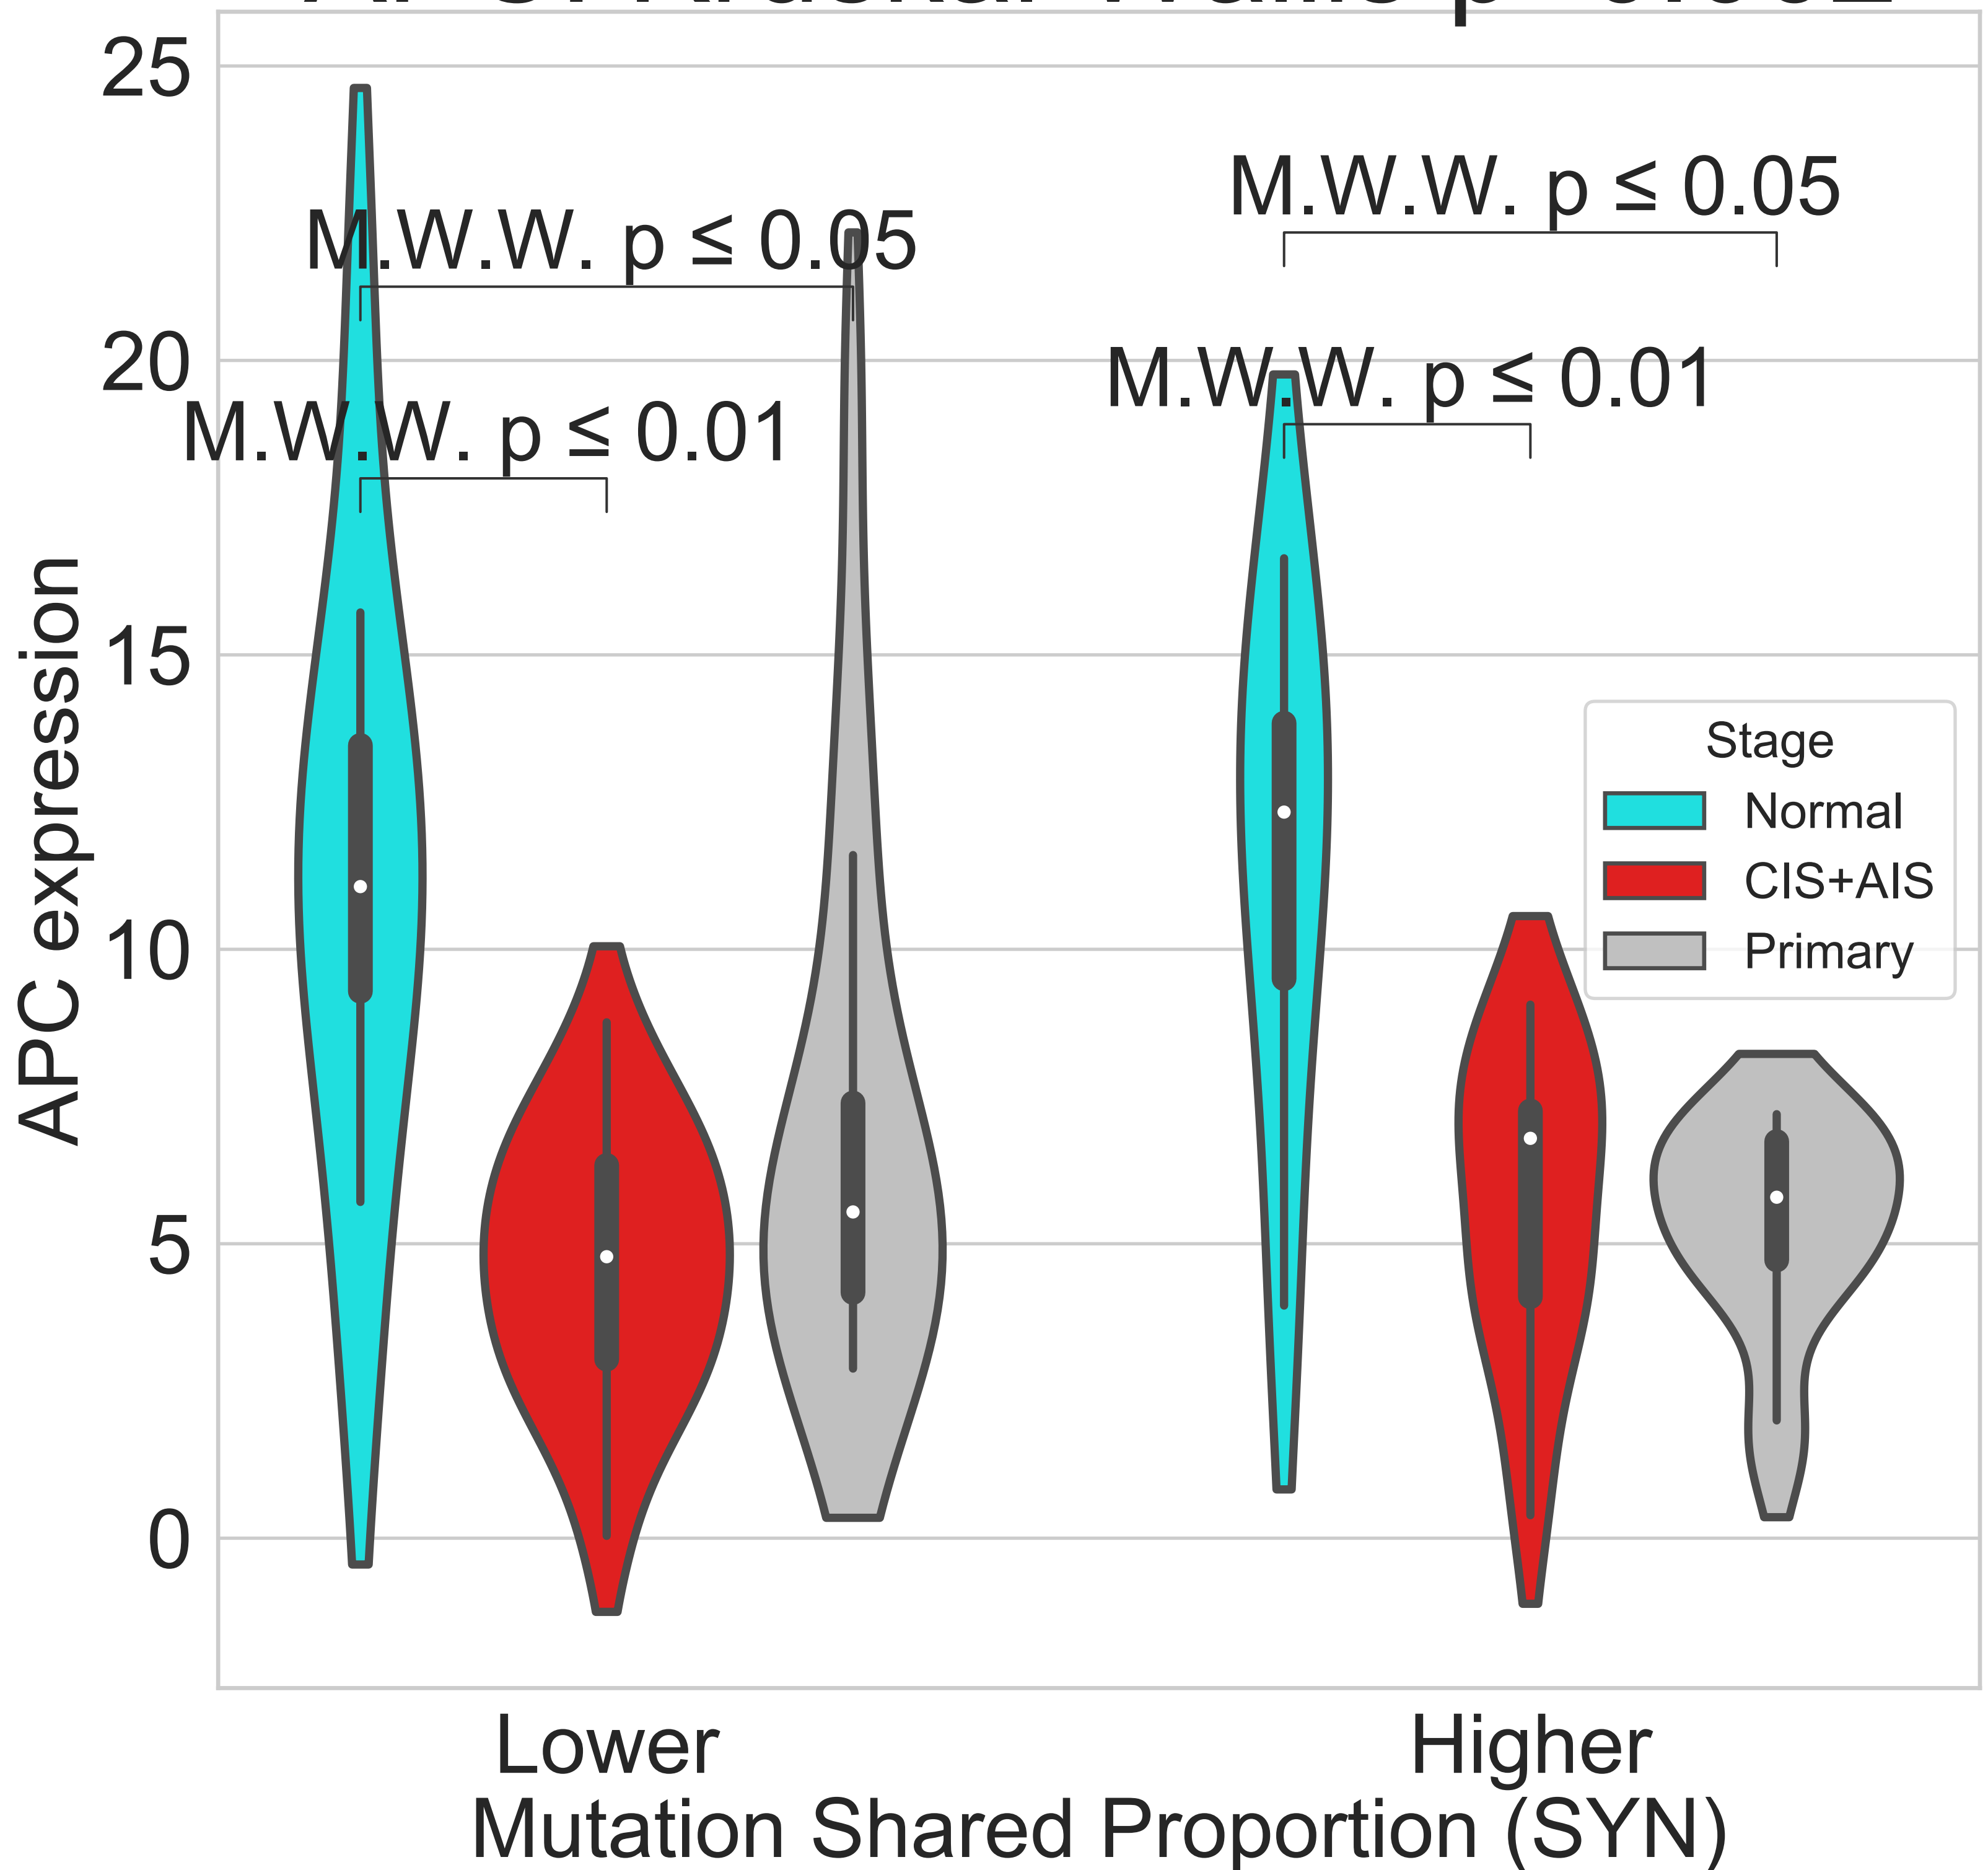 25
20
15
10
5
0
APC expression
M.W.W. p ≤ 0.05
M.W.W. p ≤ 0.01
M.W.W. p ≤ 0.05
M.W.W. p ≤ 0.01
Stage
Normal
CIS+AIS
Primary
Lower
Higher
Mutation Shared Proportion (SYN)